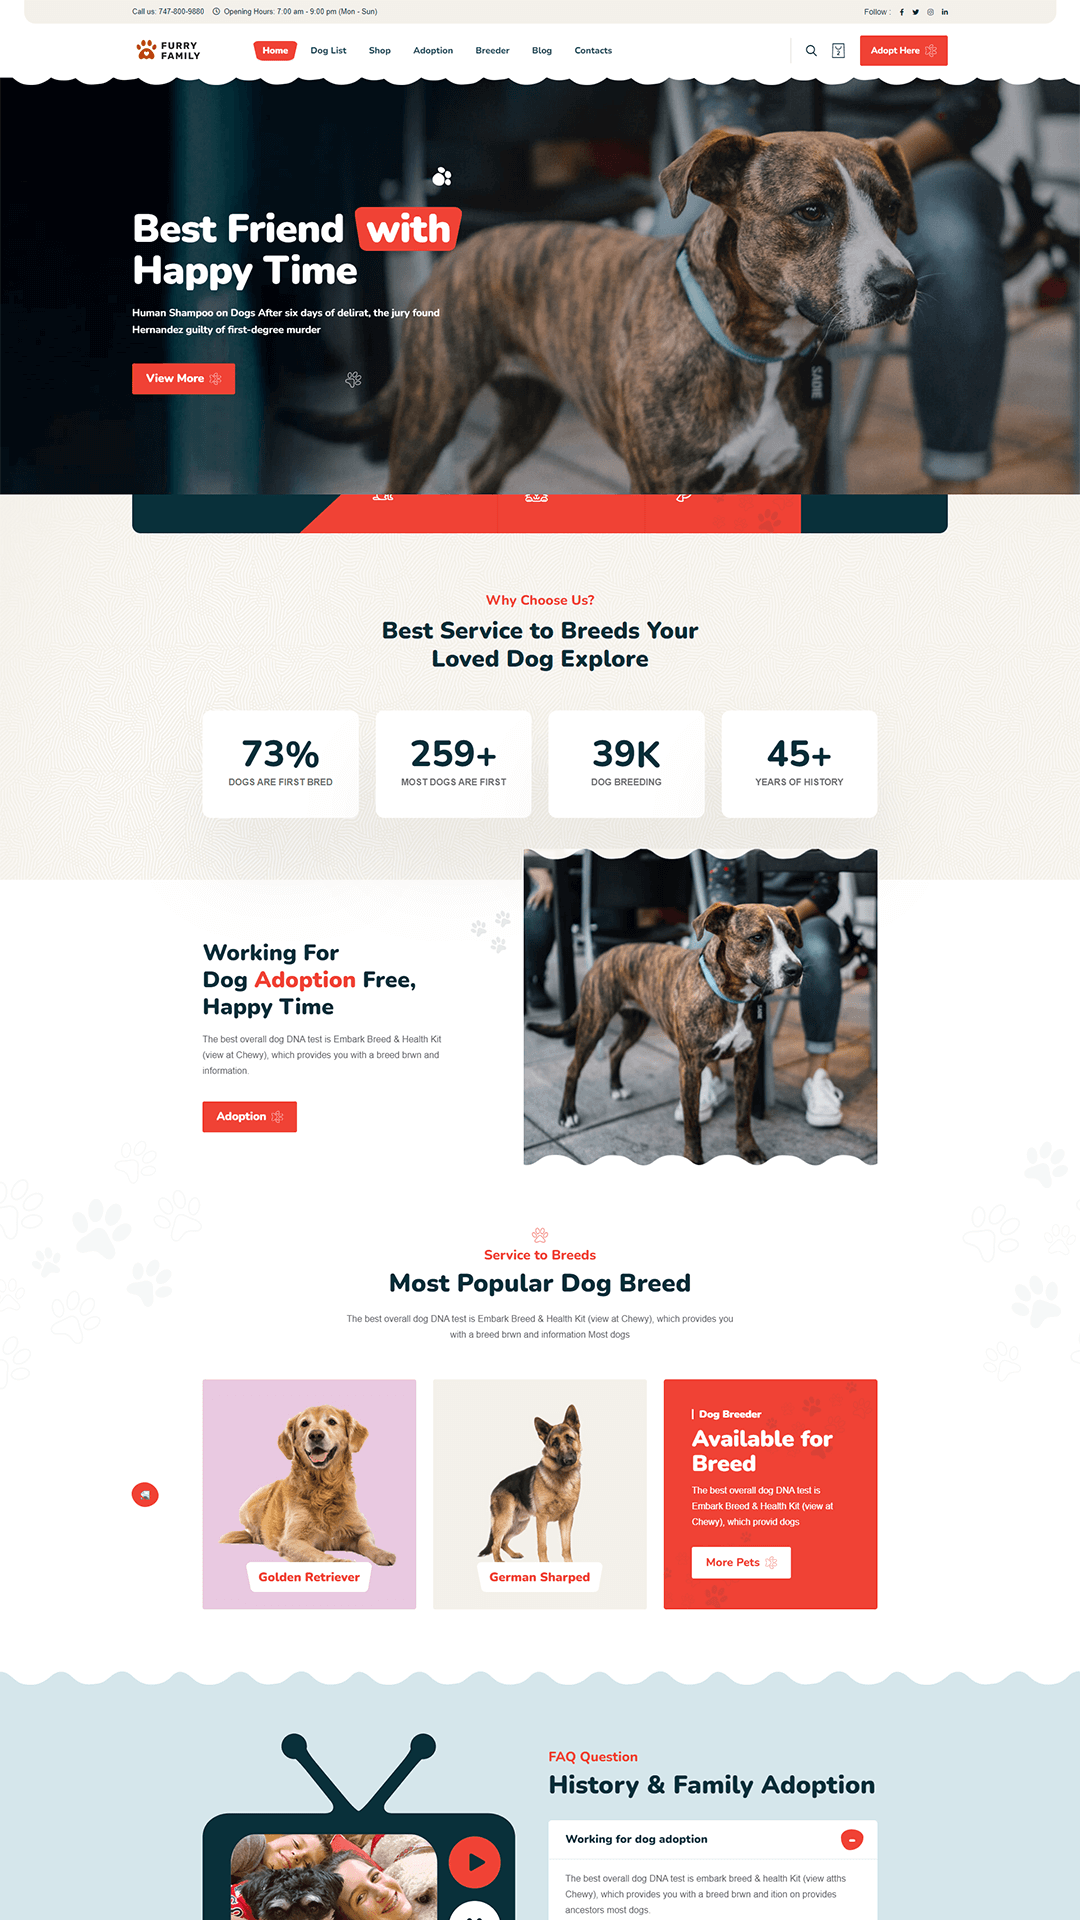 Call us: 747-800-9880 Opening Hours: 7:00 am - 9:00 pm (Mon - Sun) Follow :
FURRY
FAMILY
Home Dog List Shop Adoption Breeder Blog Contacts Adopt Here
Best Friend with
Happy Time
Human Shampoo on Dogs After six days of delirat, the jury found
Hernandez guilty of first-degree murder
View More
SADIE
Why Choose Us?
Best Service to Breeds Your
Loved Dog Explore
73% 259+ 39K 45+
DOGS ARE FIRST BRED MOST DOGS ARE FIRST DOG BREEDING YEARS OF HISTORY
Working For
Dog Adoption Free,
Happy Time
The best overall dog DNA test is Embark Breed & Health Kit
(view at Chewy), which provides you with a breed brwn and
information.
Adoption
SADIE
Service to Breeds
Most Popular Dog Breed
The best overall dog DNA test is Embark Breed & Health Kit (view at Chewy), which provides you
with a breed brwn and information Most dogs
Golden Retriever
German Sharped
Dog Breeder
Available for
Breed
The best overall dog DNA test is
Embark Breed & Health Kit (view at
Chewy), which provid dogs
More Pets
FAQ Question
History & Family Adoption
Working for dog adoption
The best overall dog DNA test is embark breed & health Kit (view atths
Chewy), which provides you with a breed brwn and ition on provides
ancestors most dogs.